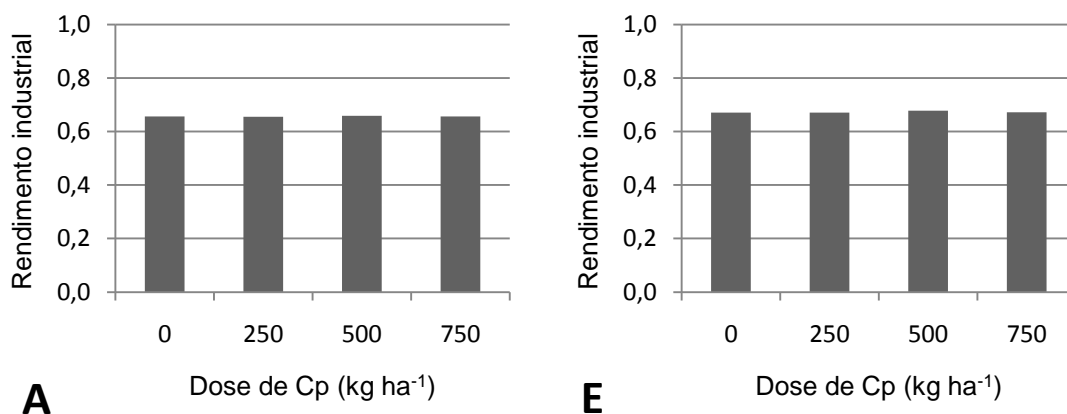 Rendimento industrial
1,0
0,8
0,6
0,4
0,2
0,0
0 250 500 750
Dose de Cp (kg ha⁻¹)
A
Rendimento industrial
1,0
0,8
0,6
0,4
0,2
0,0
0 250 500 750
Dose de Cp (kg ha⁻¹)
E